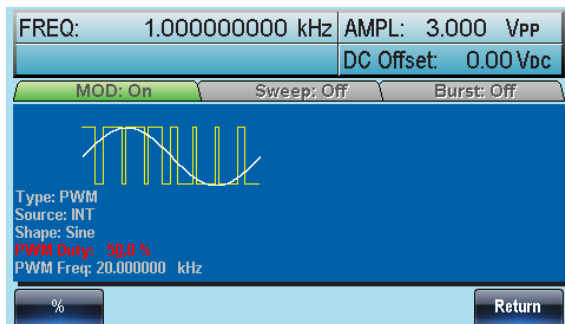 FREQ: 1.000000000 kHz AMPL: 3.000 VPP
DC Offset: 0.00 VDC
MOD: On Sweep: Off Burst: Off
Type: PWM
Source: INT
Shape: Sine
PWM Duty: 50.0 %
PWM Freq: 20.000000 kHz
% Return